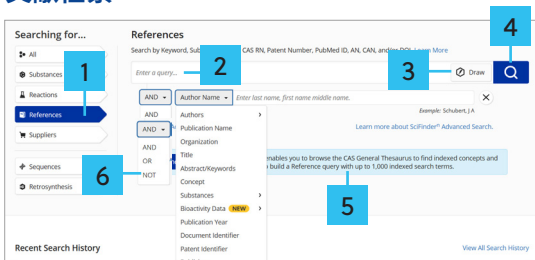 Searching for...
References
Search by Keyword, Sub CAS RN, Patent Number, PubMed ID, AN, CAN, and/or DOI. Learn More
4
All
Substances
1
Enter a query...
2
3
Draw
Reactions
AND
Author Name
Enter last name, first name middle name.
References
AND
Authors
Example: Schubert, J A
Suppliers
AND
Publication Name
Learn more about SciFinderⁿ Advanced Search.
Organization
AND
Title
Sequences
OR
Abstract/Keywords
enables you to browse the CAS General Thesaurus to find indexed concepts and
build a Reference query with up to 1,000 indexed search terms.
6
NOT
Concept
Retrosynthesis
Substances
5
Bioactivity Data NEW
Publication Year
Document Identifier
Recent Search History
Patent Identifier
View All Search History